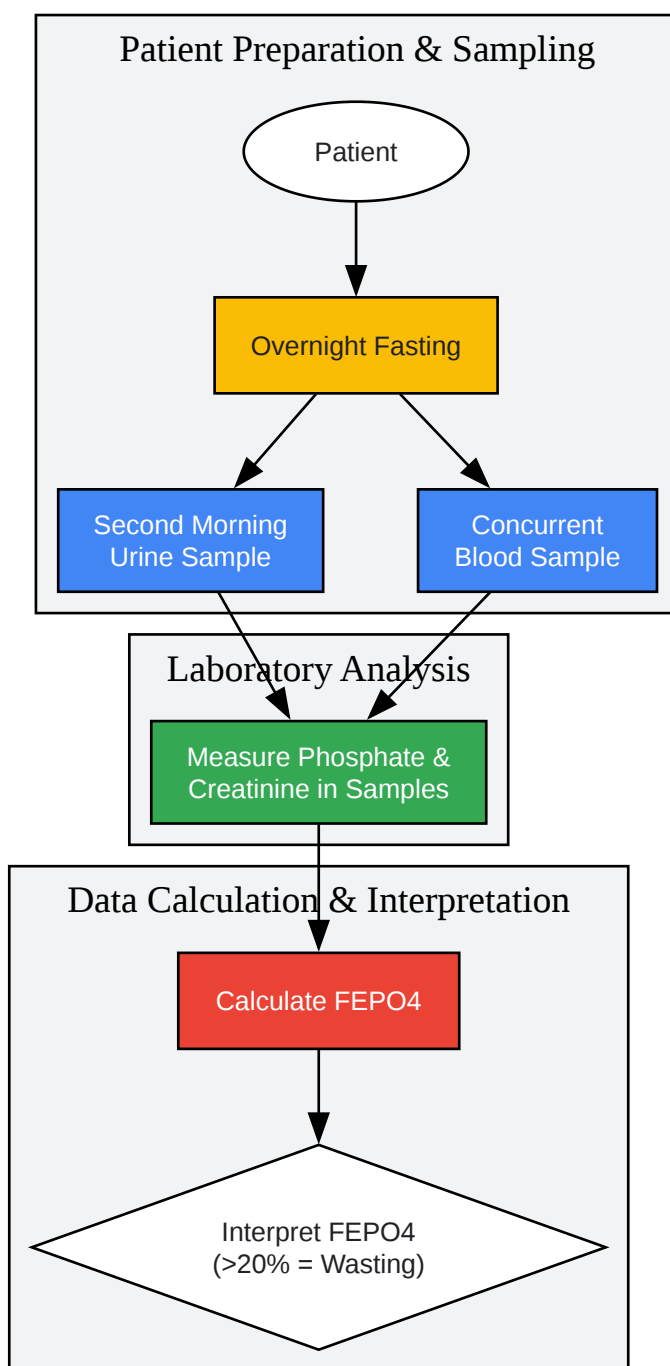 Patient Preparation & Sampling
Patient
Overnight Fasting
Second Morning
Urine Sample
Concurrent
Blood Sample
Laboratory Analysis
Measure Phosphate &
Creatinine in Samples
Data Calculation & Interpretation
Calculate FEPO4
Interpret FEPO4
(>20% = Wasting)